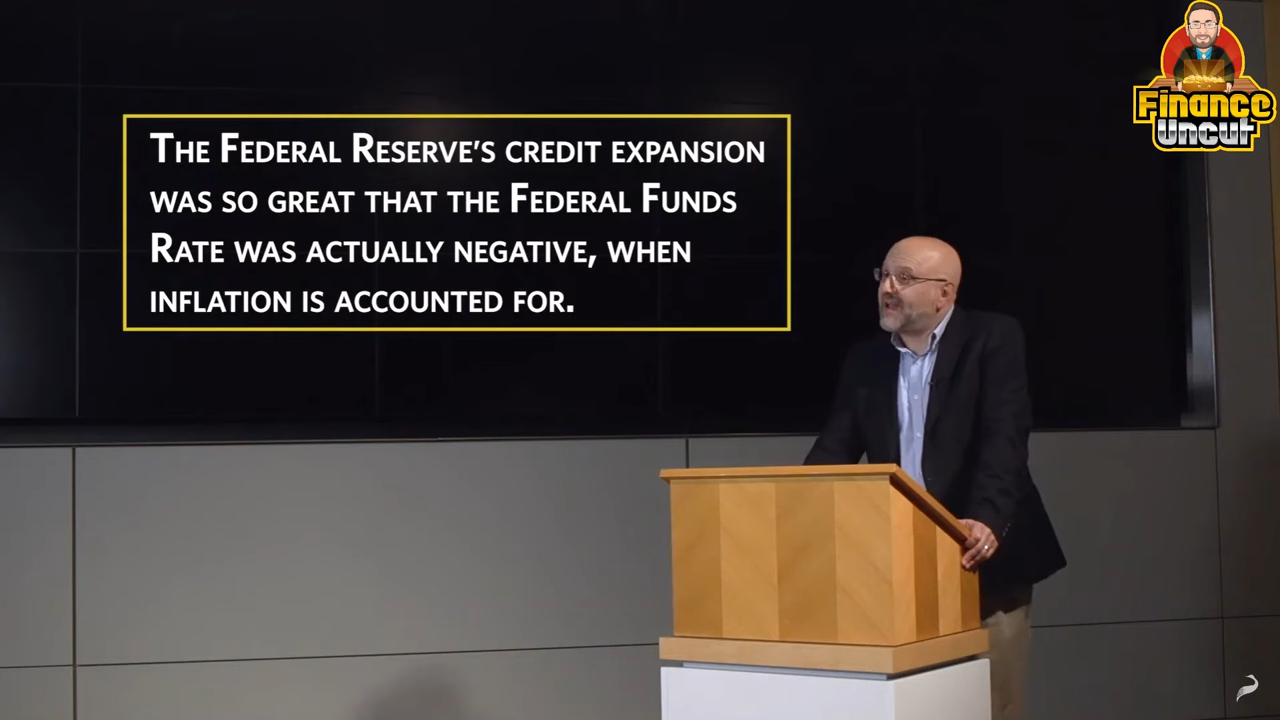 The Federal Reserve's credit expansion
was so great that the Federal Funds
Rate was actually negative, when
inflation is accounted for.
Finance
Uncut